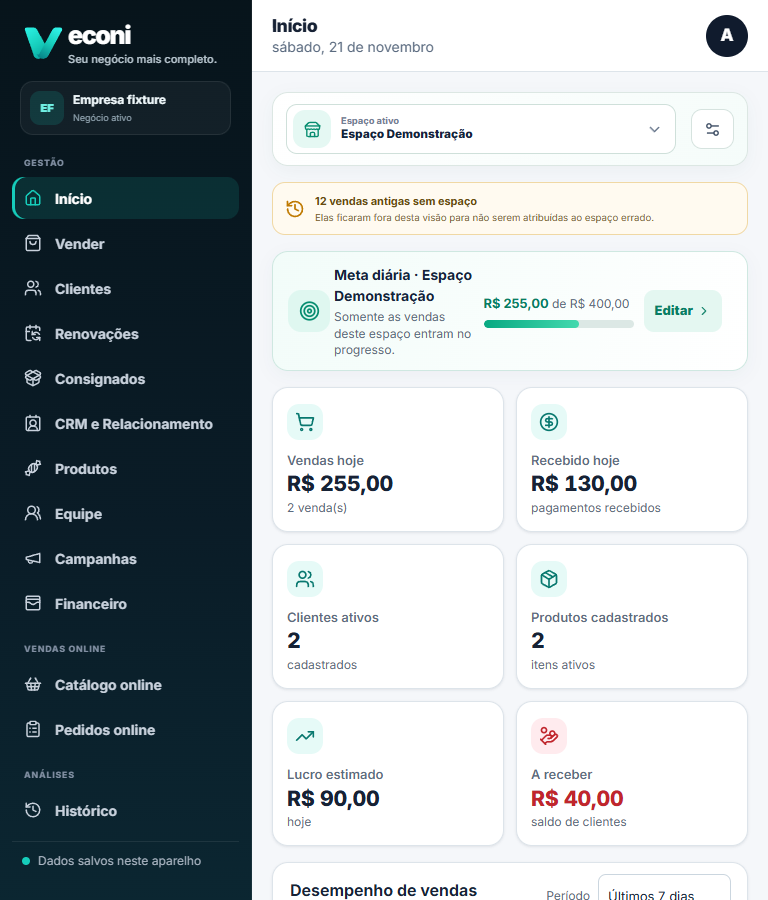 Veconi
Seu negócio mais completo.
EF
Empresa fixture
Negócio ativo
GESTÃO
Início
Vender
Clientes
Renovações
Consignados
CRM e Relacionamento
Produtos
Equipe
Campanhas
Financeiro
VENDAS ONLINE
Catálogo online
Pedidos online
ANÁLISES
Histórico
Dados salvos neste aparelho
Início
sábado, 21 de novembro
A
Espaço ativo
Espaço Demonstração
12 vendas antigas sem espaço
Elas ficaram fora desta visão para não serem atribuídas ao espaço errado.
Meta diária · Espaço
Demonstração
Somente as vendas
deste espaço entram no
progresso.
R$ 255,00 de R$ 400,00
Editar
Vendas hoje
R$ 255,00
2 venda(s)
Recebido hoje
R$ 130,00
pagamentos recebidos
Clientes ativos
2
cadastrados
Produtos cadastrados
2
itens ativos
Lucro estimado
R$ 90,00
hoje
A receber
R$ 40,00
saldo de clientes
Desempenho de vendas
Período
Últimos 7 dias